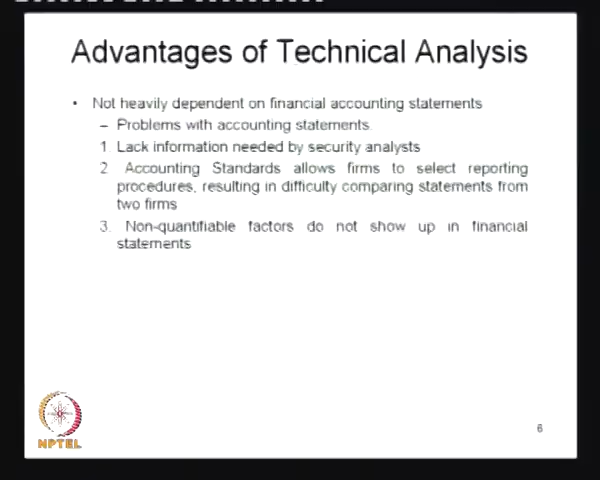 Advantages of Technical Analysis
• Not heavily dependent on financial accounting statements
– Problems with accounting statements
1. Lack information needed by security analysts
2. Accounting Standards allows firms to select reporting
procedures, resulting in difficulty comparing statements from
two firms
3. Non-quantifiable factors do not show up in financial
statements
NPTEL
6